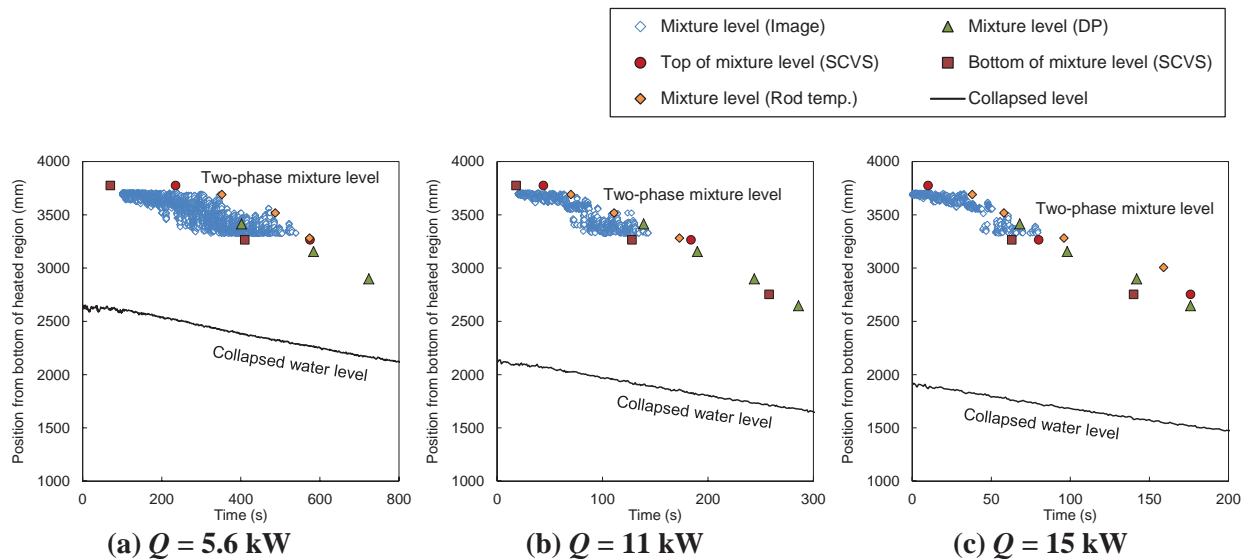 Mixture level (Image)
Mixture level (DP)
Top of mixture level (SCVS)
Bottom of mixture level (SCVS)
Mixture level (Rod temp.)
Collapsed level
Position from bottom of heated region (mm)
4000
3500
3000
2500
2000
1500
1000
Two-phase mixture level
Collapsed water level
0 200 400 600 800
Time (s)
(a) Q = 5.6 kW
Position from bottom of heated region (mm)
4000
3500
3000
2500
2000
1500
1000
Two-phase mixture level
Collapsed water level
0 100 200 300
Time (s)
(b) Q = 11 kW
Position from bottom of heated region (mm)
4000
3500
3000
2500
2000
1500
1000
Two-phase mixture level
Collapsed water level
0 50 100 150 200
Time (s)
(c) Q = 15 kW